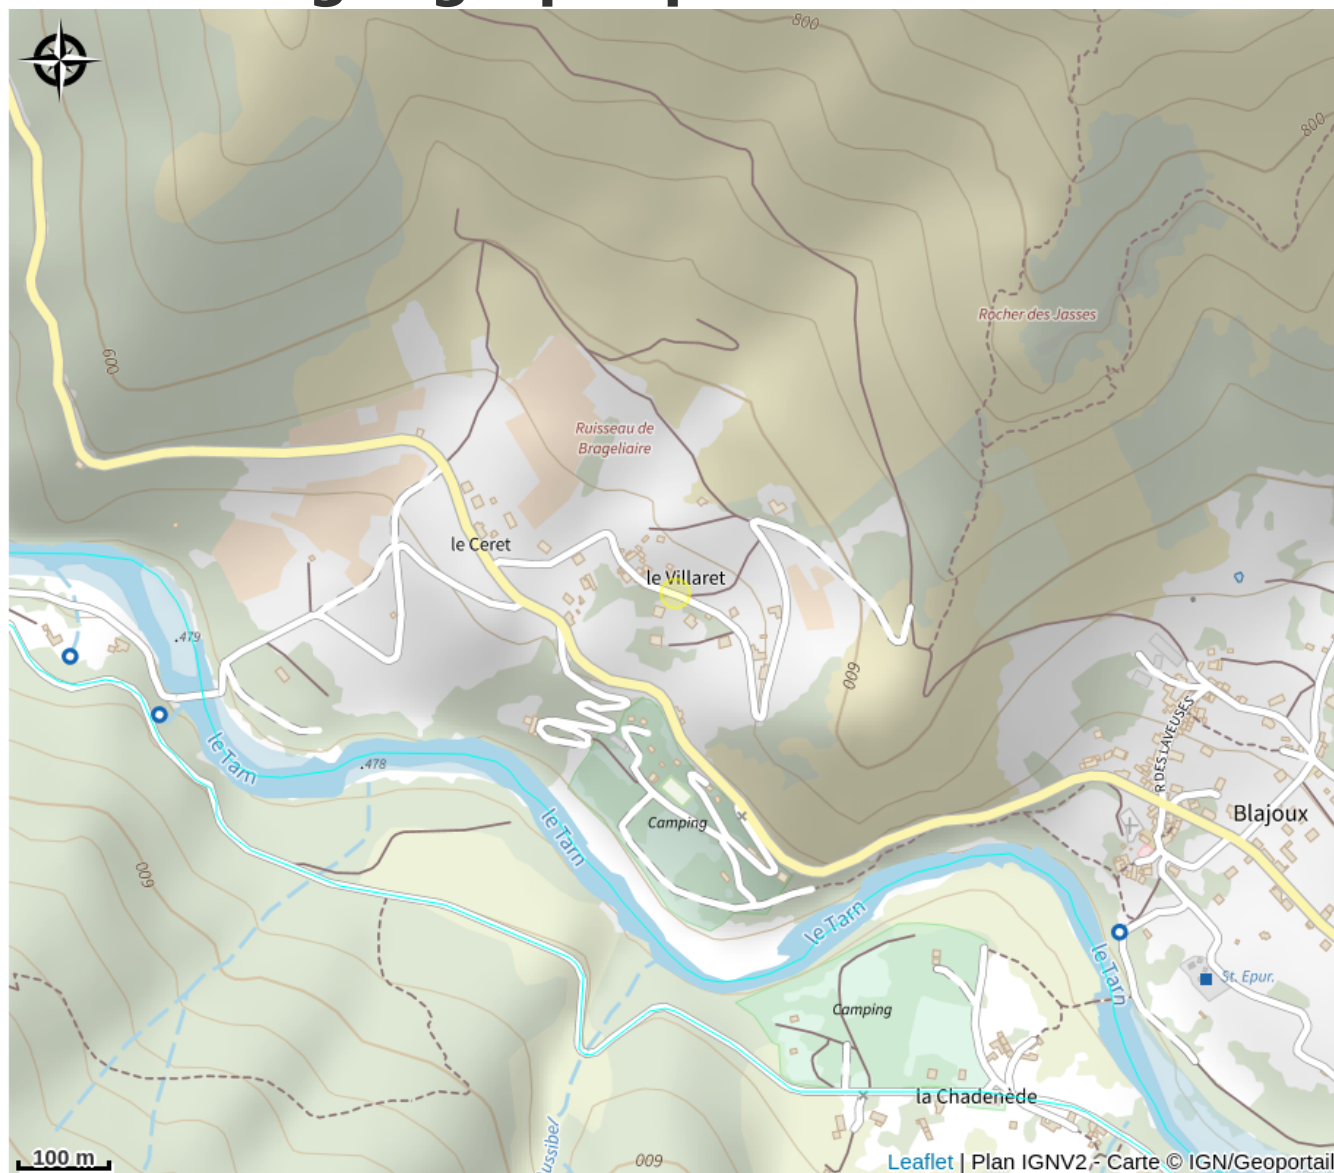 800
800
Rocher des Jasses
600
Ruisseau de
Brageliaire
le Ceret
le Villaret
.479
600
R DES LAVEUSES
le Tarn
.478
Blajoux
le Tarn
Camping
600
le Tarn
le Tarn
St. Epur.
Camping
la Chadenède
600
100 m
Leaflet | Plan IGNV2 - Carte © IGN/Geoportail